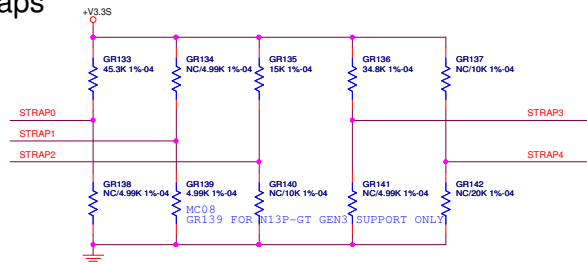 aps
+V3.3S
GR133
45.3K 1%-04
GR134
NC/4.99K 1%-04
GR135
15K 1%-04
GR136
34.8K 1%-04
GR137
NC/10K 1%-04
STRAP0
STRAP3
STRAP1
STRAP2
STRAP4
GR138
NC/4.99K 1%-04
GR139
4.99K 1%-04
GR140
NC/10K 1%-04
GR141
NC/4.99K 1%-04
GR142
NC/20K 1%-04
MC08
GR139 FOR N13P-GT GEN3 SUPPORT ONLY